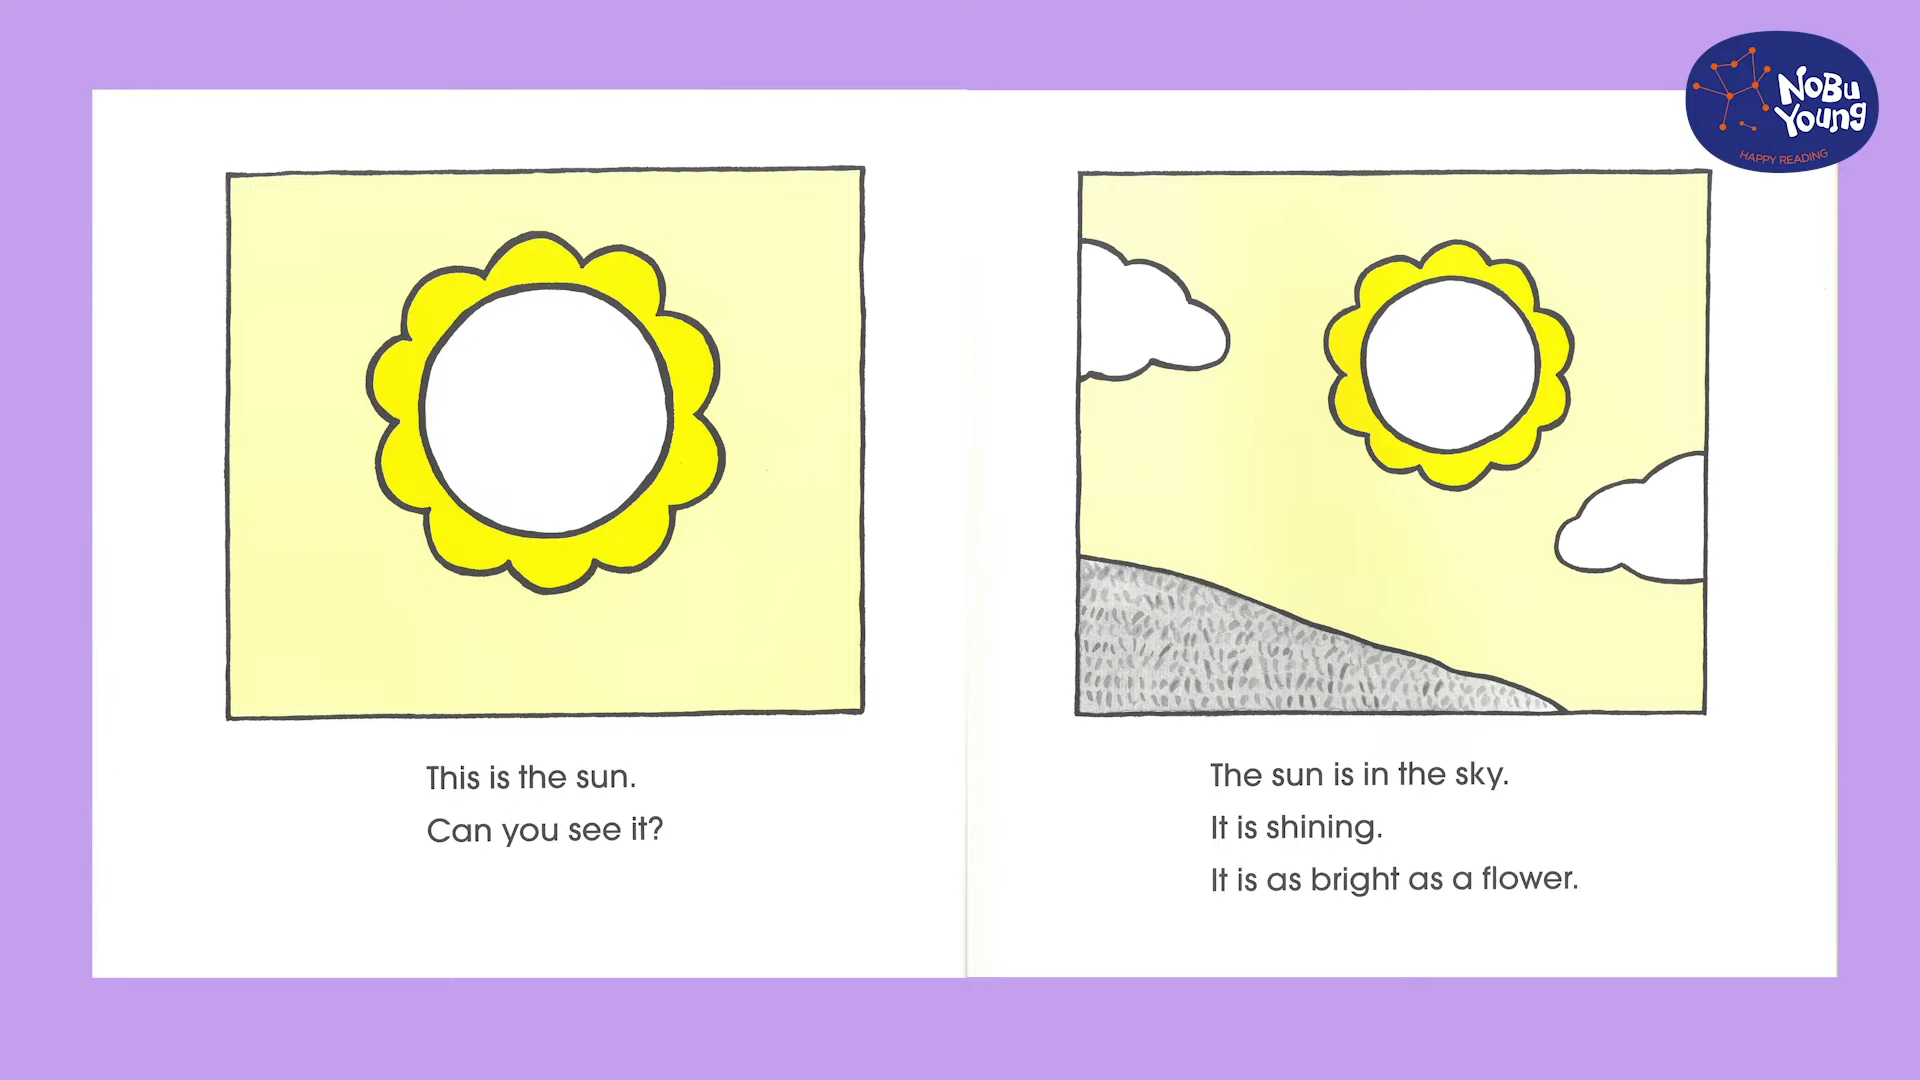 This is the sun.
Can you see it?
The sun is in the sky.
It is shining.
It is as bright as a flower.
NoBu
Young
HAPPY READING